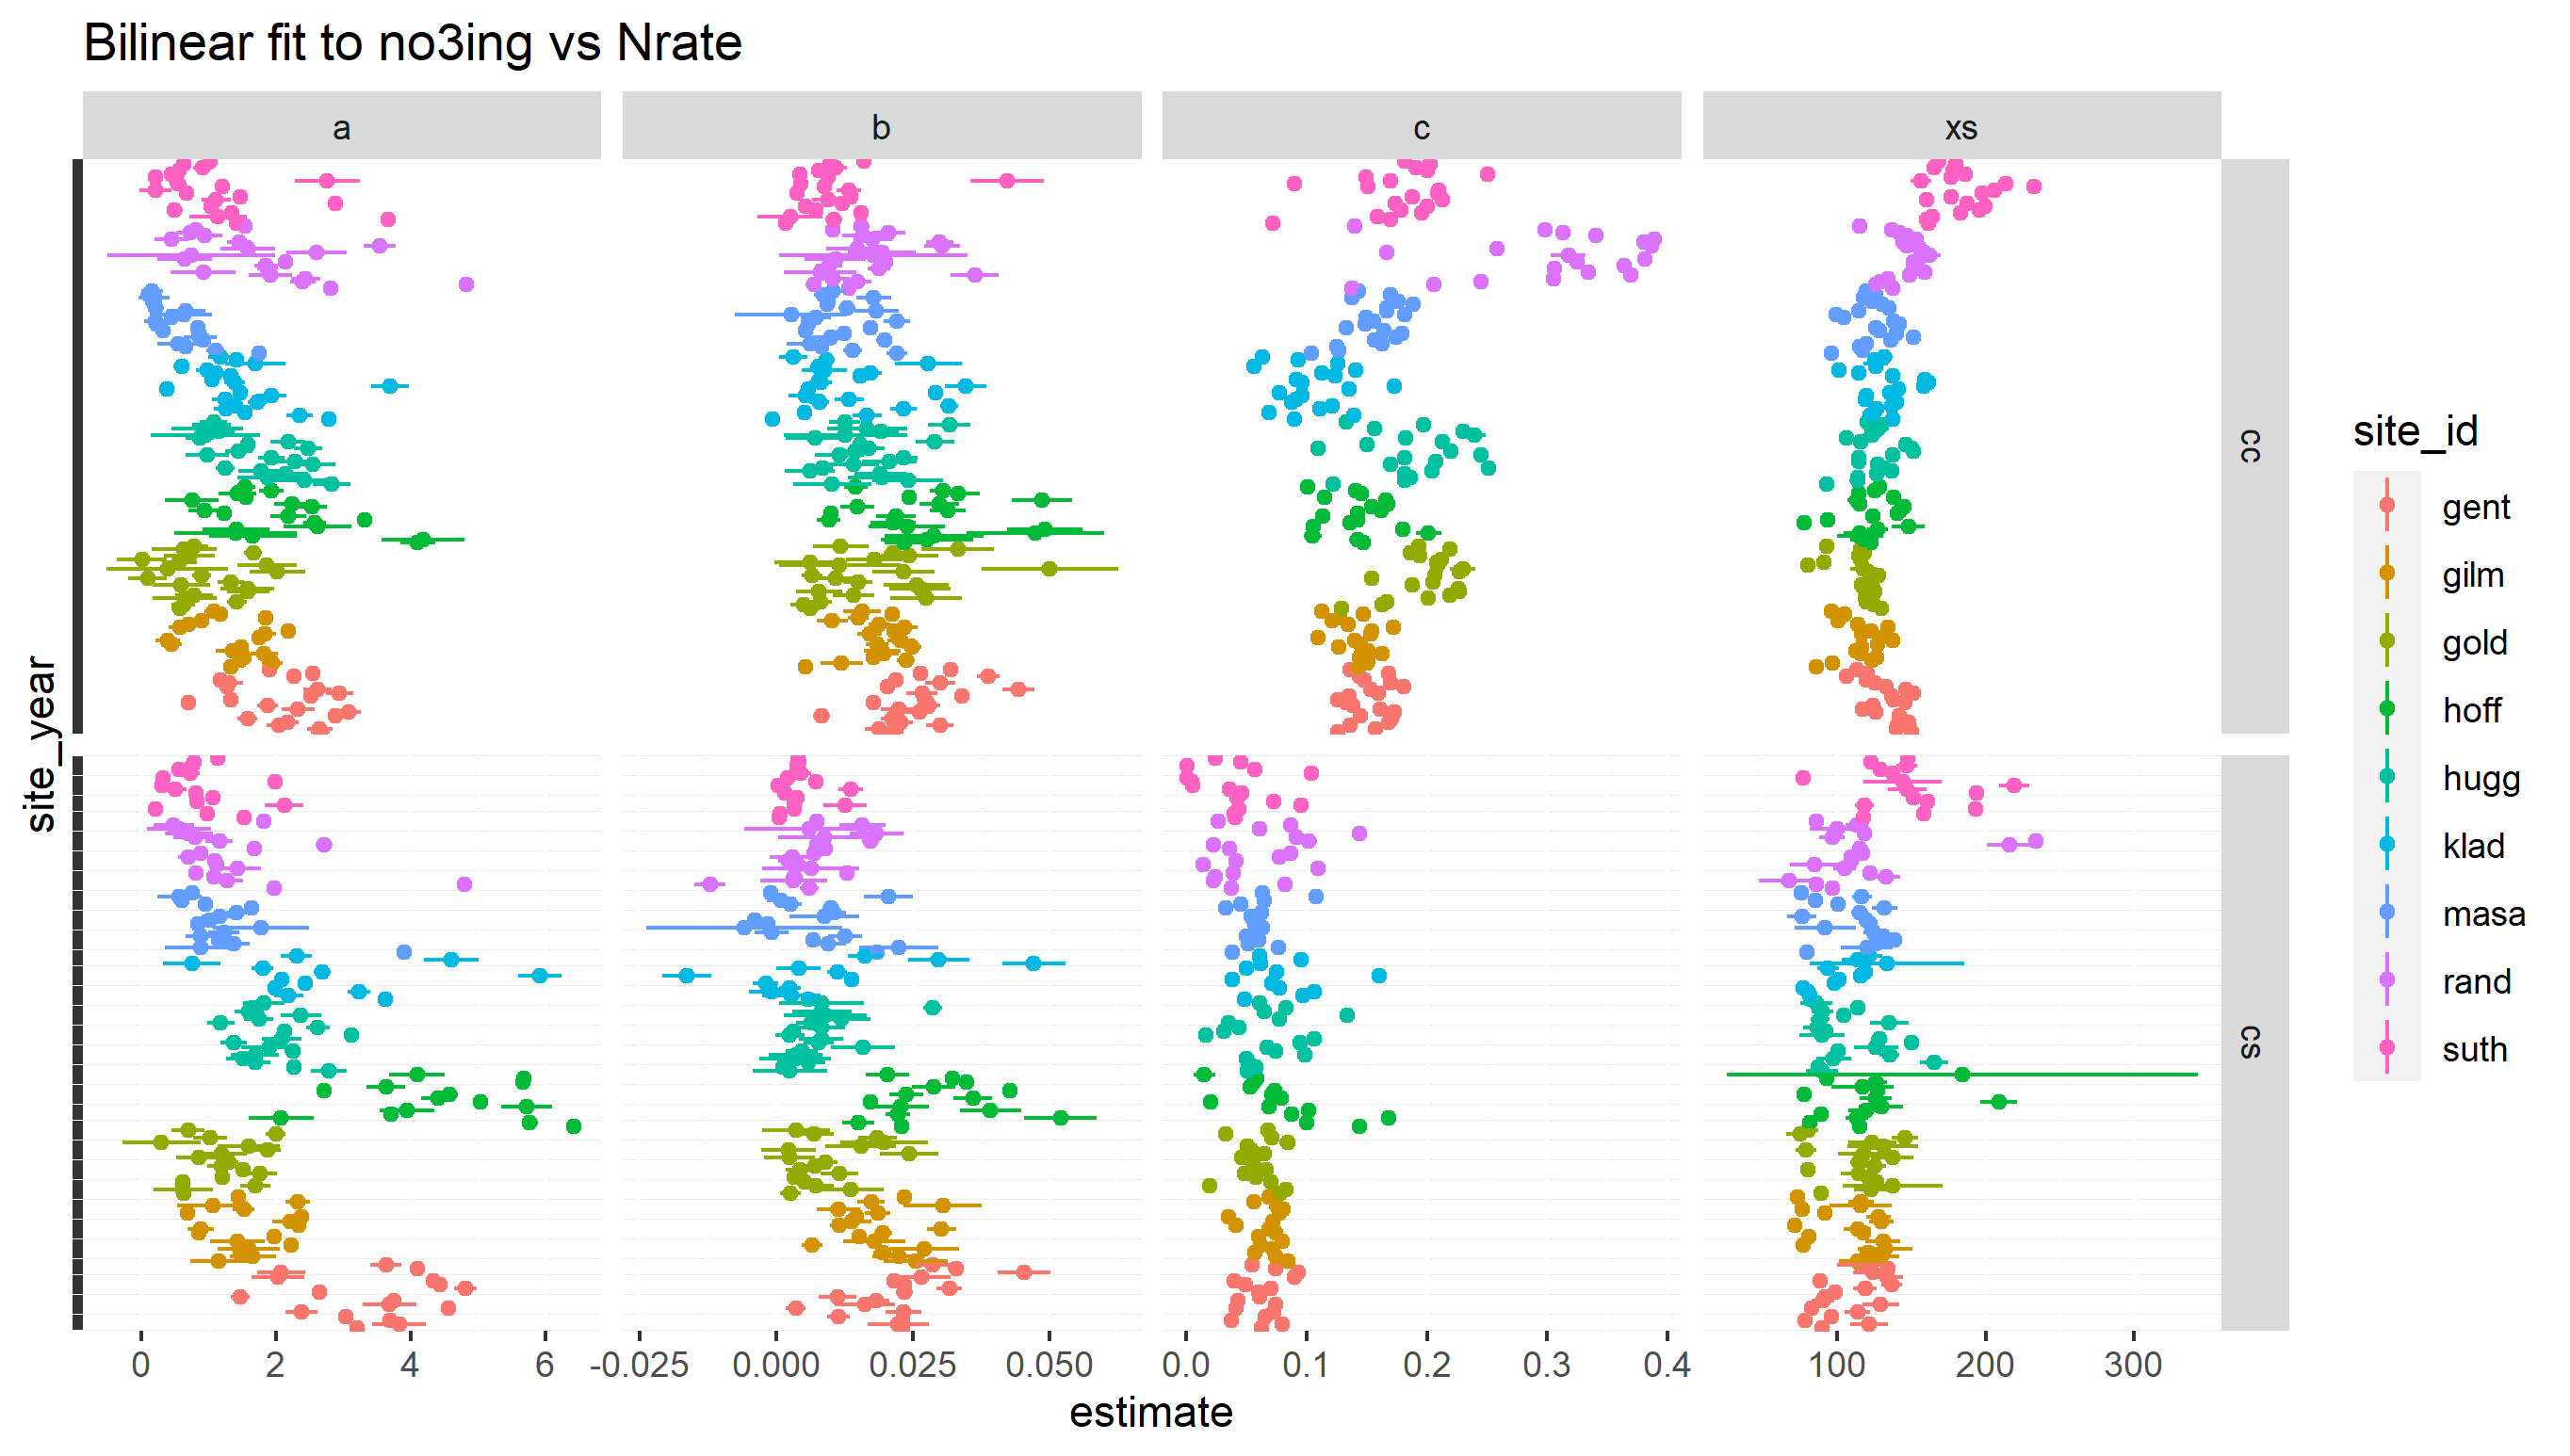 Bilinear fit to no3ing vs Nrate
a b c xs
cc
cs
site_year
0 2 4 6 -0.025 0.000 0.025 0.050 0.0 0.1 0.2 0.3 0.4 100 200 300
estimate
site_id
gent
gilm
gold
hoff
hugg
klad
masa
rand
suth